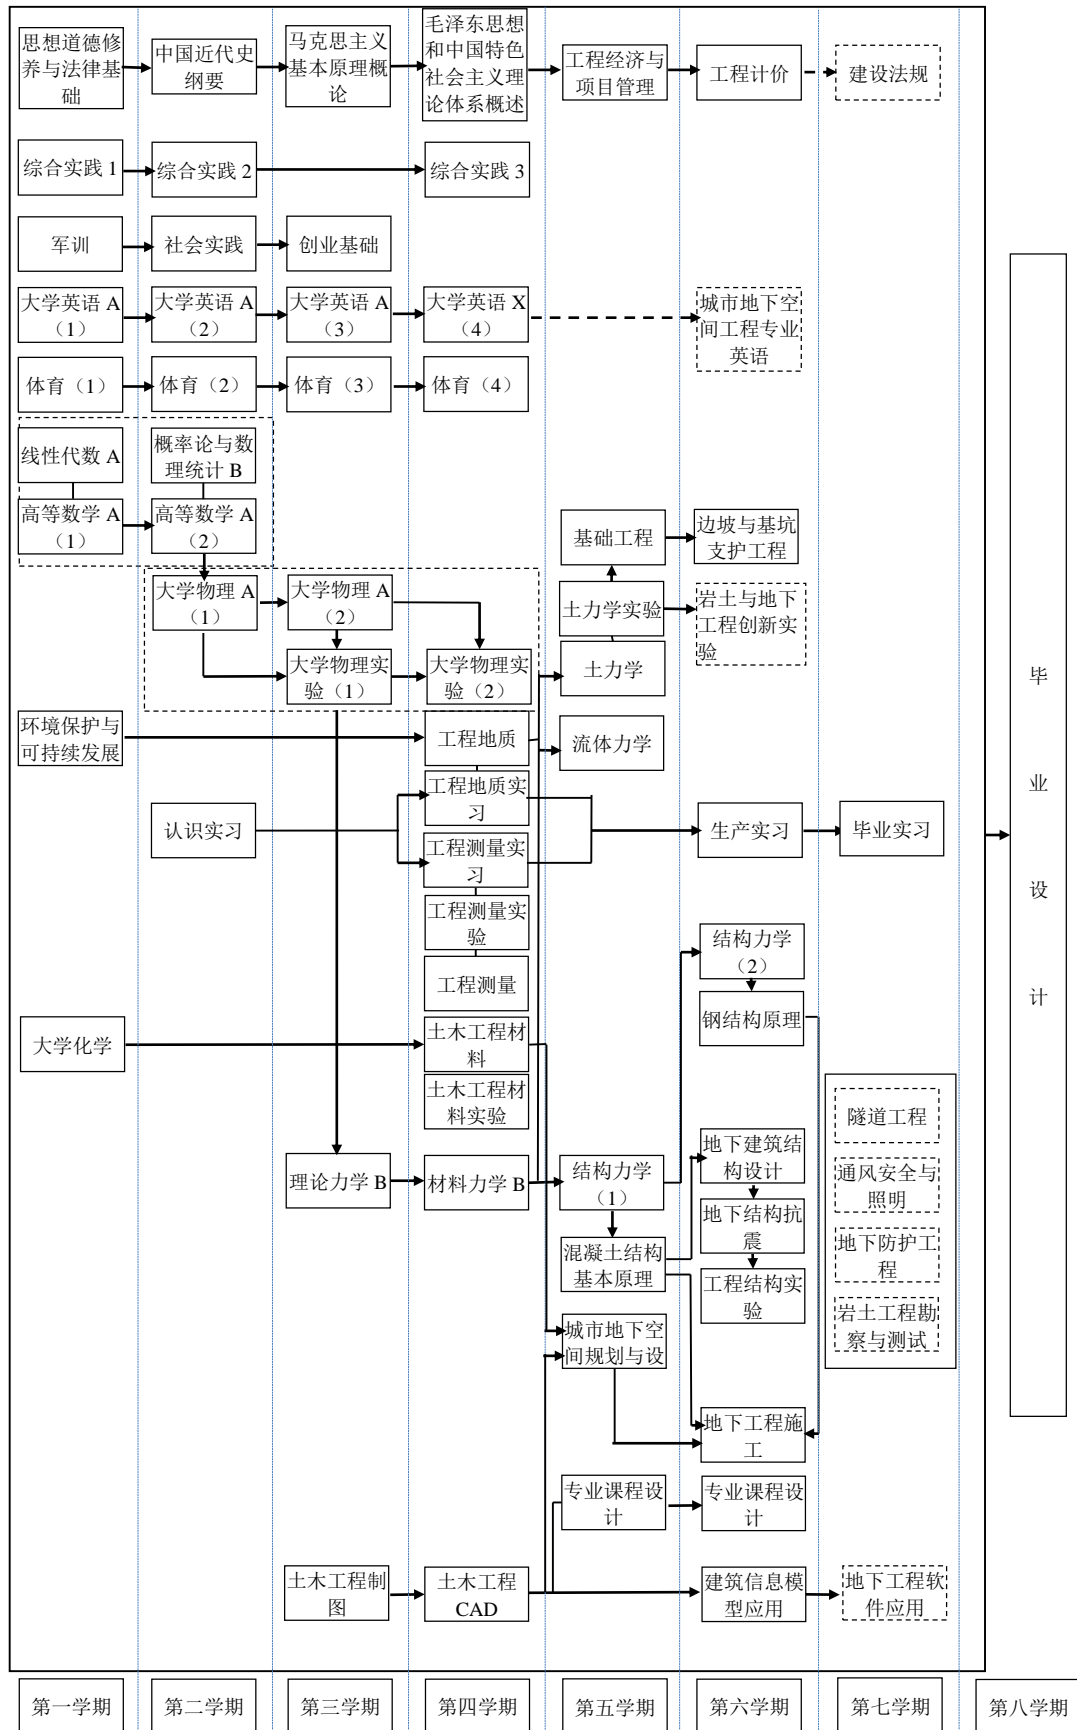 思想道德修
养与法律基
础
中国近代史
纲要
马克思主义
基本原理概
论
毛泽东思想
和中国特色
社会主义理
论体系概述
工程经济与
项目管理
工程计价
建设法规
综合实践 1
综合实践 2
综合实践 3
军训
社会实践
创业基础
大学英语 A
（1）
大学英语 A
（2）
大学英语 A
（3）
大学英语 X
（4）
城市地下空
间工程专业
英语
体育（1）
体育（2）
体育（3）
体育（4）
线性代数 A
概率论与数
理统计 B
高等数学 A
（1）
高等数学 A
（2）
基础工程
边坡与基坑
支护工程
大学物理 A
（1）
大学物理 A
（2）
土力学实验
岩土与地下
工程创新实
验
大学物理实
验（1）
大学物理实
验（2）
土力学
环境保护与
可持续发展
工程地质
流体力学
工程地质实
习
认识实习
生产实习
毕业实习
工程测量实
习
工程测量实
验
工程测量
结构力学
（2）
钢结构原理
大学化学
土木工程材
料
土木工程材
料实验
隧道工程
通风安全与
照明
地下防护工
程
岩土工程勘
察与测试
理论力学 B
材料力学 B
结构力学
（1）
地下建筑结
构设计
地下结构抗
震
混凝土结构
基本原理
工程结构实
验
城市地下空
间规划与设
地下工程施
工
专业课程设
计
专业课程设
计
土木工程制
图
土木工程
CAD
建筑信息模
型应用
地下工程软
件应用
毕
业
设
计
第一学期
第二学期
第三学期
第四学期
第五学期
第六学期
第七学期
第八学期